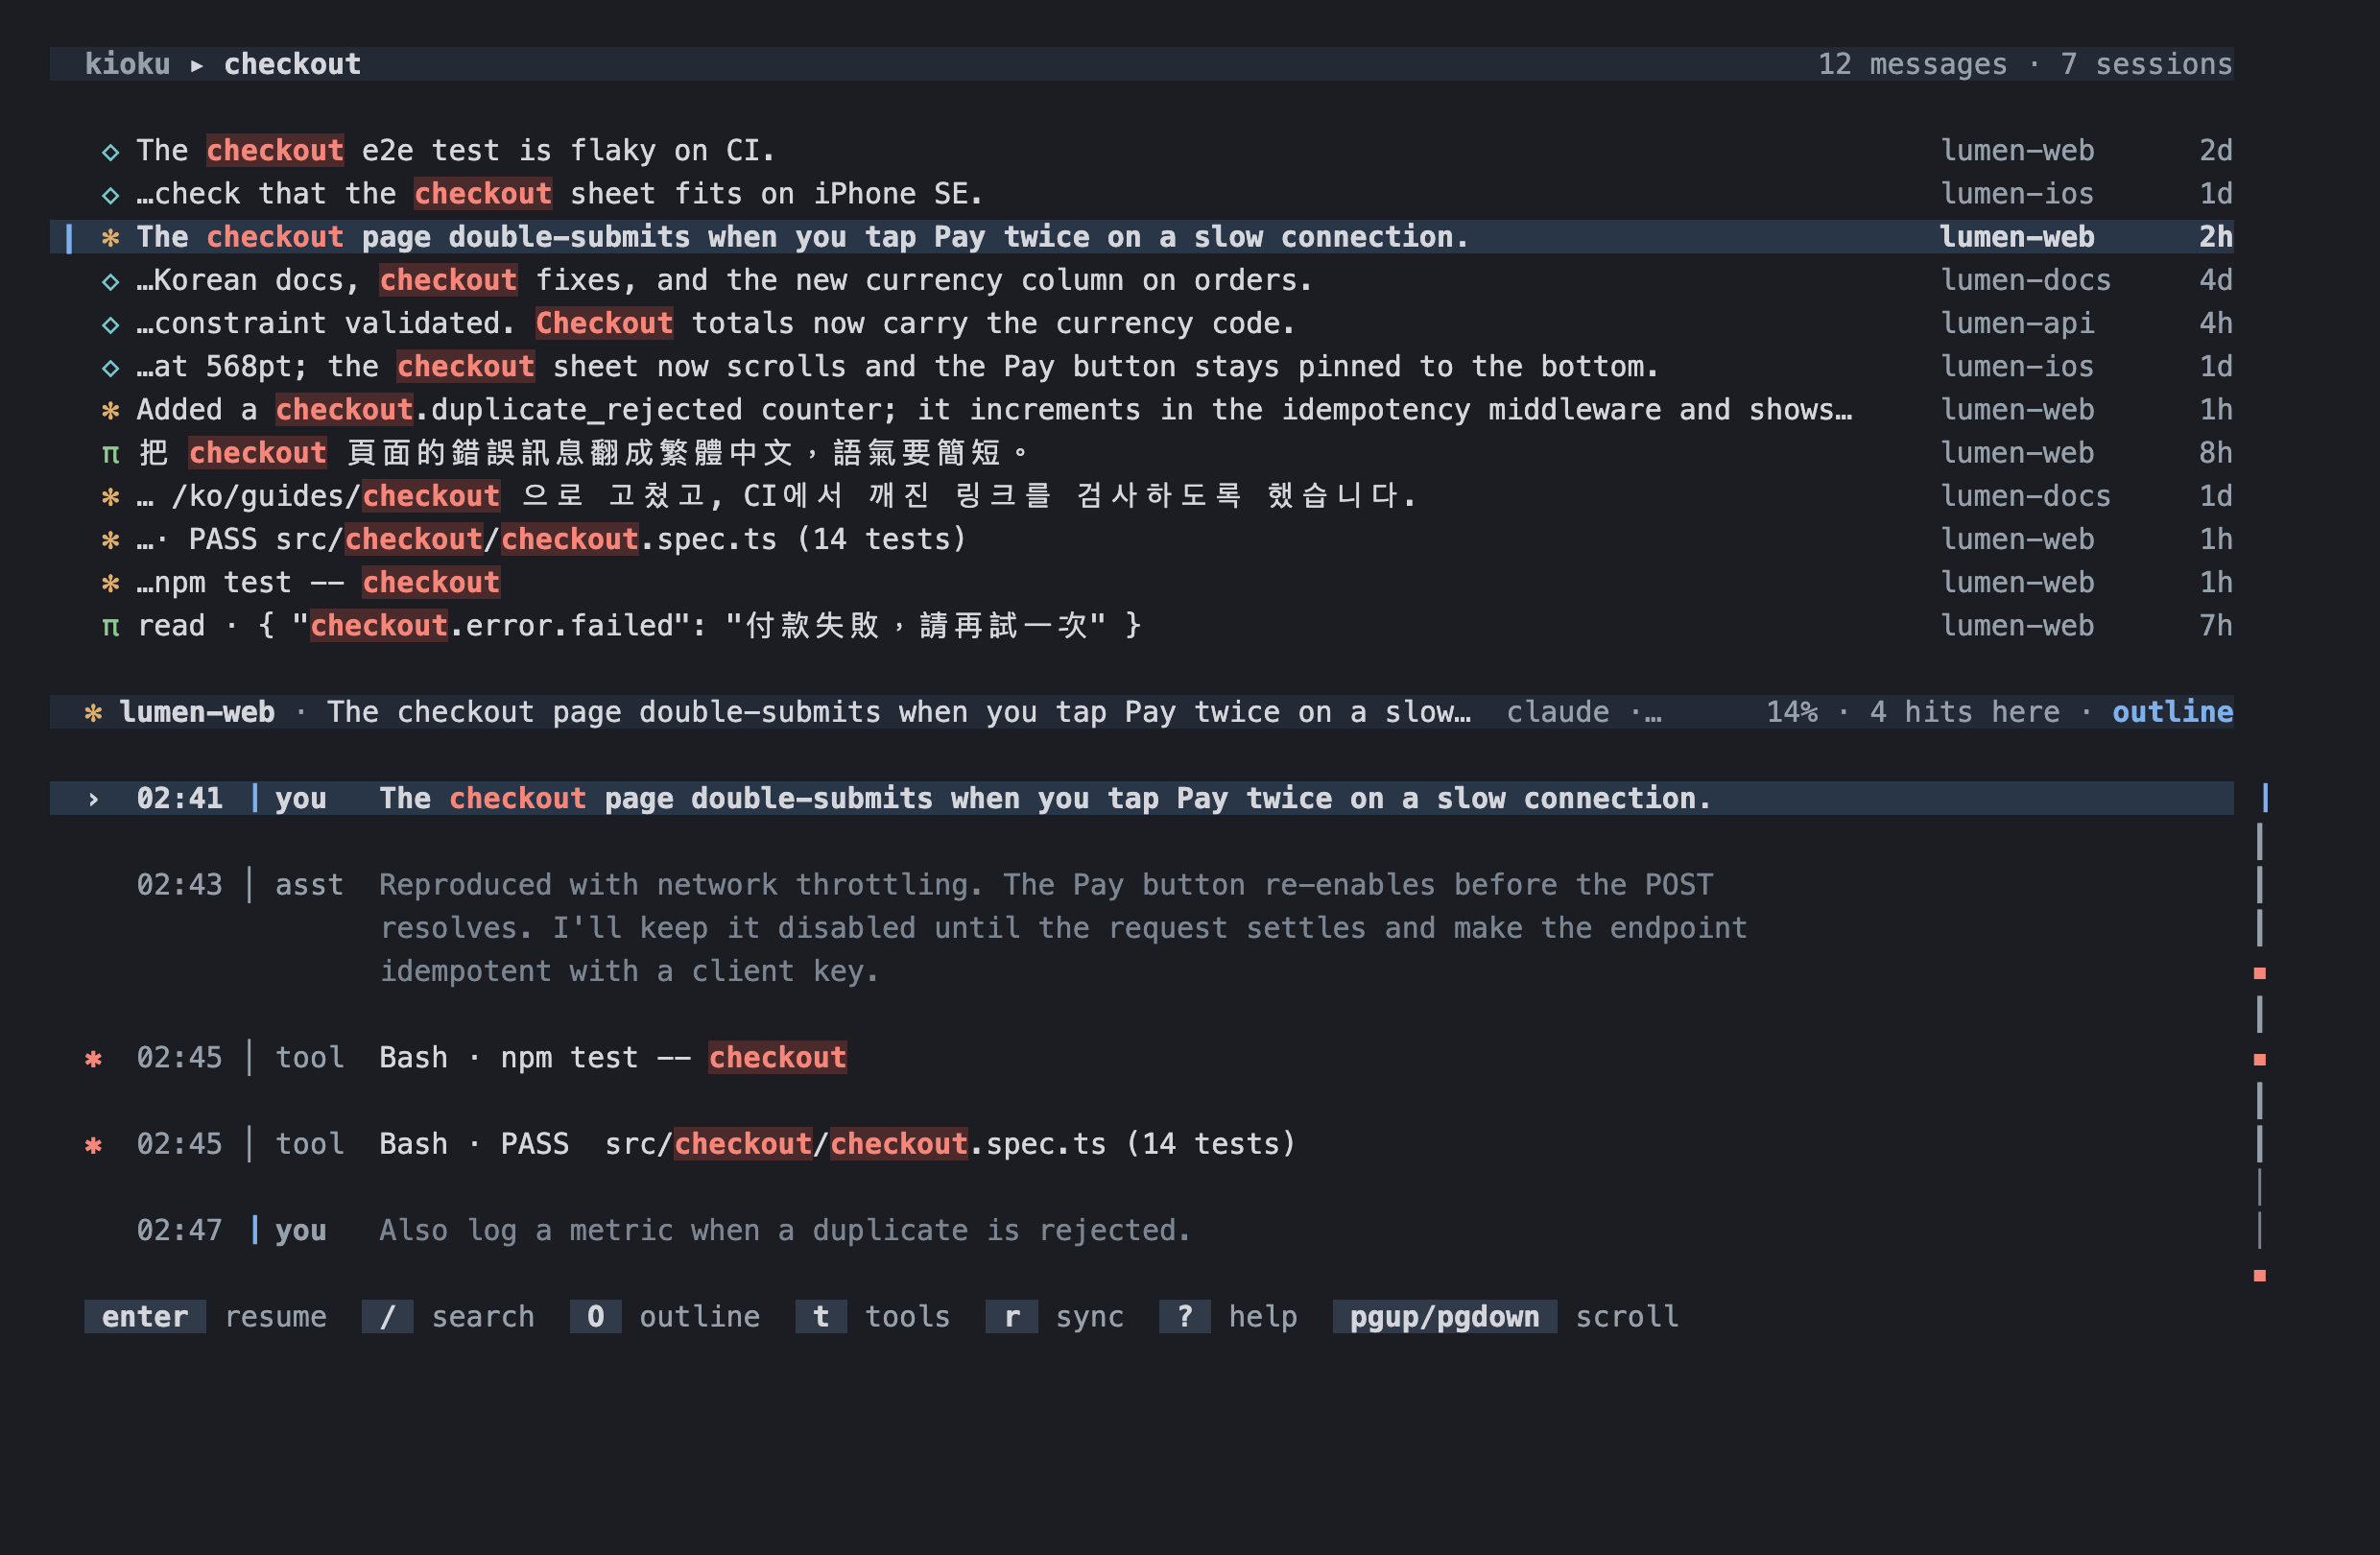 kioku ▸ checkout 12 messages · 7 sessions
◇ The checkout e2e test is flaky on CI. lumen-web 2d
◇ …check that the checkout sheet fits on iPhone SE. lumen-ios 1d
✻ The checkout page double-submits when you tap Pay twice on a slow connection. lumen-web 2h
◇ …Korean docs, checkout fixes, and the new currency column on orders. lumen-docs 4d
◇ …constraint validated. Checkout totals now carry the currency code. lumen-api 4h
◇ …at 568pt; the checkout sheet now scrolls and the Pay button stays pinned to the bottom. lumen-ios 1d
✻ Added a checkout.duplicate_rejected counter; it increments in the idempotency middleware and shows… lumen-web 1h
π 把 checkout 頁面的錯誤訊息翻成繁體中文，語氣要簡短。 lumen-web 8h
✻ … /ko/guides/checkout 으로 고쳤고, CI에서 깨진 링크를 검사하도록 했습니다. lumen-docs 1d
✻ …· PASS src/checkout/checkout.spec.ts (14 tests) lumen-web 1h
✻ …npm test -- checkout lumen-web 1h
π read · { "checkout.error.failed": "付款失敗，請再試一次" } lumen-web 7h
✻ lumen-web · The checkout page double-submits when you tap Pay twice on a slow… claude ·… 14% · 4 hits here · outline
› 02:41 │ you The checkout page double-submits when you tap Pay twice on a slow connection.
02:43 │ asst Reproduced with network throttling. The Pay button re-enables before the POST
resolves. I'll keep it disabled until the request settles and make the endpoint
idempotent with a client key.
✱ 02:45 │ tool Bash · npm test -- checkout
✱ 02:45 │ tool Bash · PASS src/checkout/checkout.spec.ts (14 tests)
02:47 │ you Also log a metric when a duplicate is rejected.
enter resume / search O outline t tools r sync ? help pgup/pgdown scroll